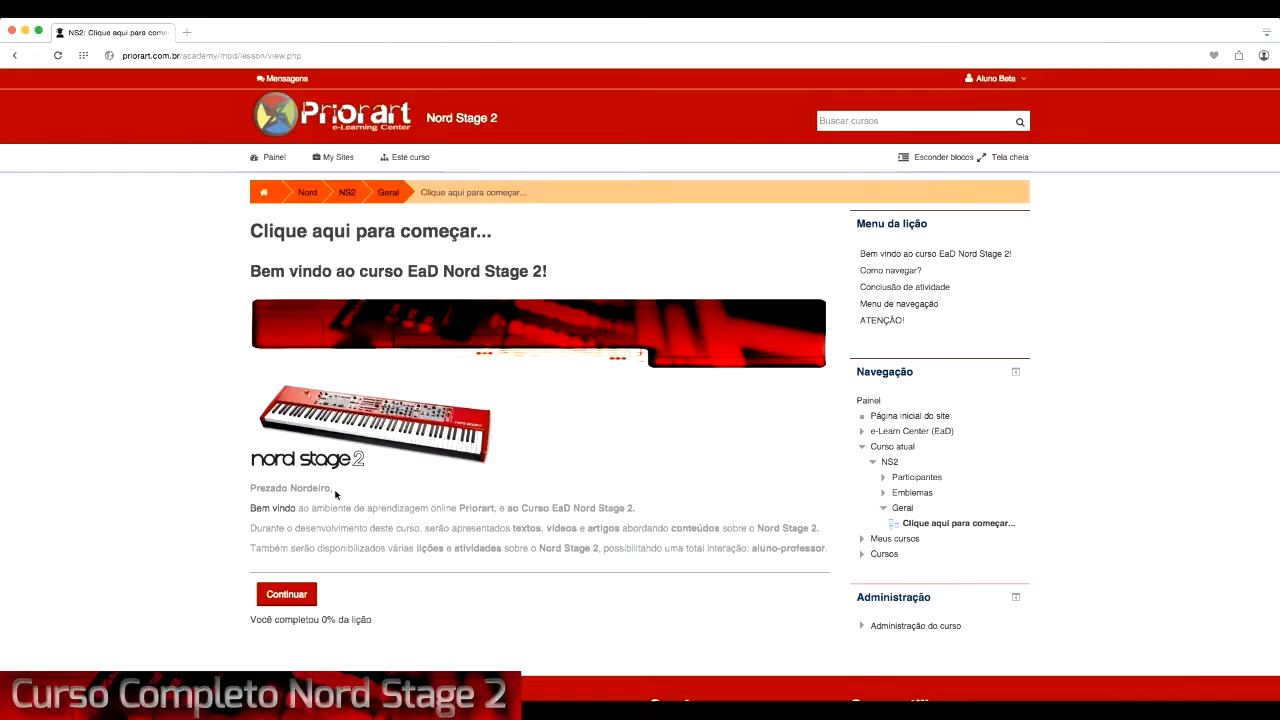 NS2: Clique aqui para come
priorart.com.br/academy/mod/lesson/view.php
Mensagens
Aluno Beta
Priorart
e-Learning Center
Nord Stage 2
Buscar cursos
Painel
My Sites
Este curso
Esconder blocos
Tela cheia
Nord
NS2
Geral
Clique aqui para começar...
Clique aqui para começar...
Bem vindo ao curso EaD Nord Stage 2!
nord stage 2
Prezado Nordeiro,
Bem vindo ao ambiente de aprendizagem online Priorart, e ao Curso EaD Nord Stage 2.
Durante o desenvolvimento deste curso, serão apresentados textos, vídeos e artigos abordando conteúdos sobre o Nord Stage 2.
Também serão disponibilizados várias lições e atividades sobre o Nord Stage 2, possibilitando uma total interação: aluno-professor.
Continuar
Você completou 0% da lição
Menu da lição
Bem vindo ao curso EaD Nord Stage 2!
Como navegar?
Conclusão de atividade
Menu de navegação
ATENÇÃO!
Navegação
Painel
Página inicial do site
e-Learn Center (EaD)
Curso atual
NS2
Participantes
Emblemas
Geral
Clique aqui para começar...
Meus cursos
Cursos
Administração
Administração do curso
Curso Completo Nord Stage 2